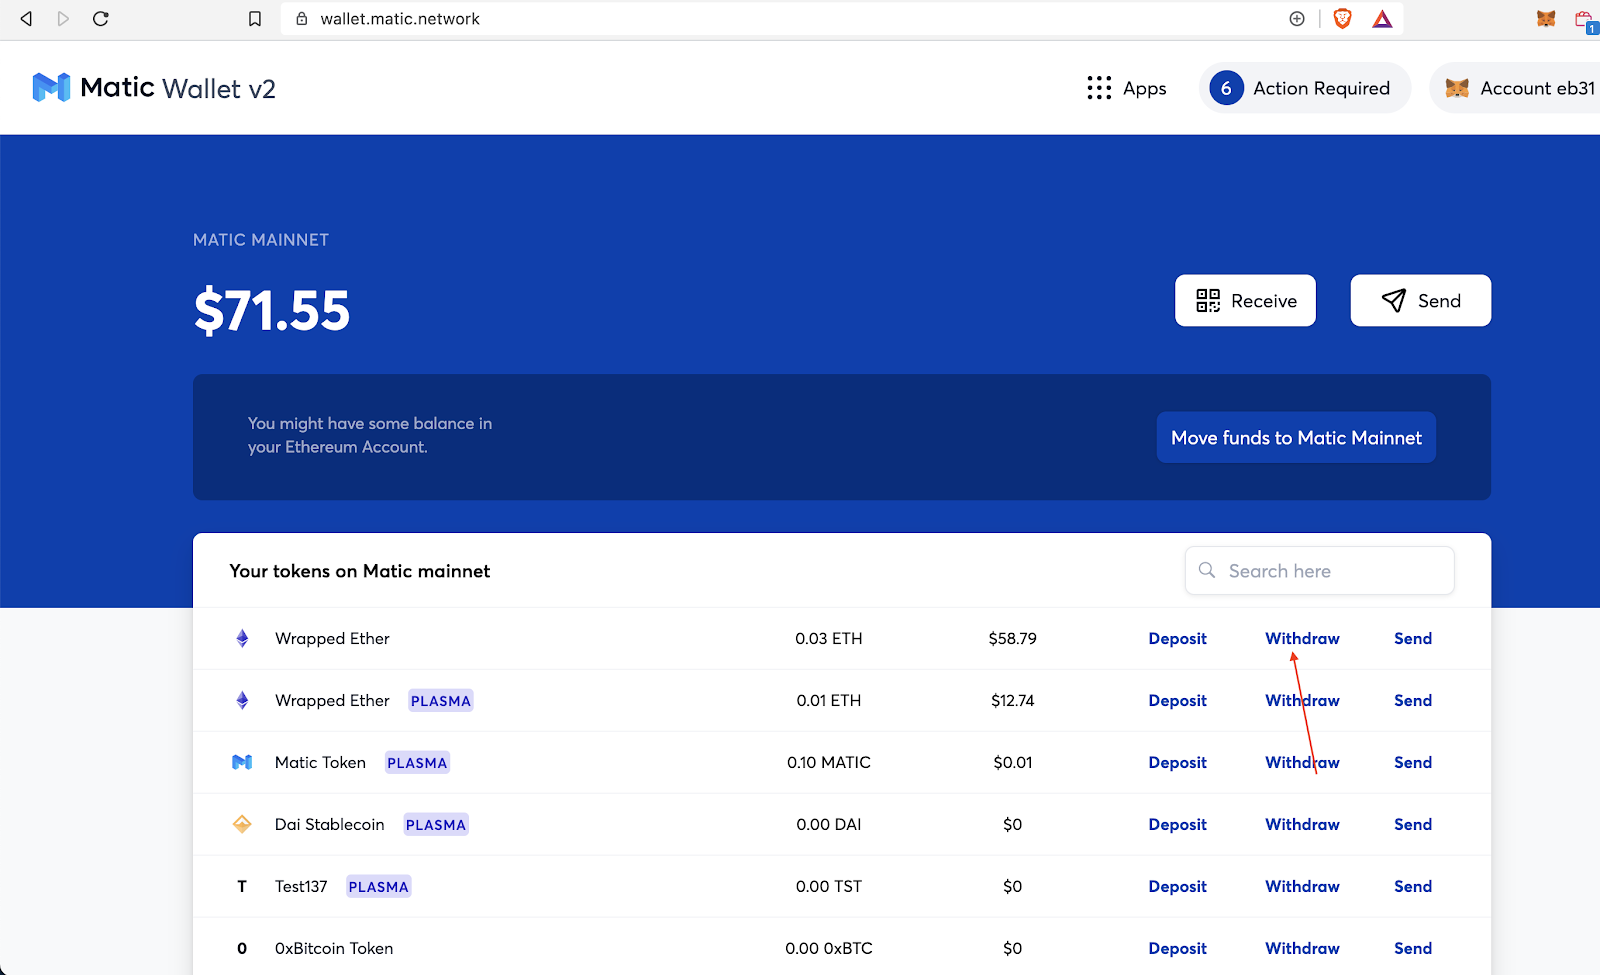 wallet.matic.network
1
Matic Wallet v2
Apps
6 Action Required
Account eb31
MATIC MAINNET
$71.55
Receive
Send
You might have some balance in
your Ethereum Account.
Move funds to Matic Mainnet
Your tokens on Matic mainnet
Search here
Wrapped Ether 0.03 ETH $58.79 Deposit Withdraw Send
Wrapped Ether PLASMA 0.01 ETH $12.74 Deposit Withdraw Send
Matic Token PLASMA 0.10 MATIC $0.01 Deposit Withdraw Send
Dai Stablecoin PLASMA 0.00 DAI $0 Deposit Withdraw Send
T Test137 PLASMA 0.00 TST $0 Deposit Withdraw Send
0 0xBitcoin Token 0.00 0xBTC $0 Deposit Withdraw Send